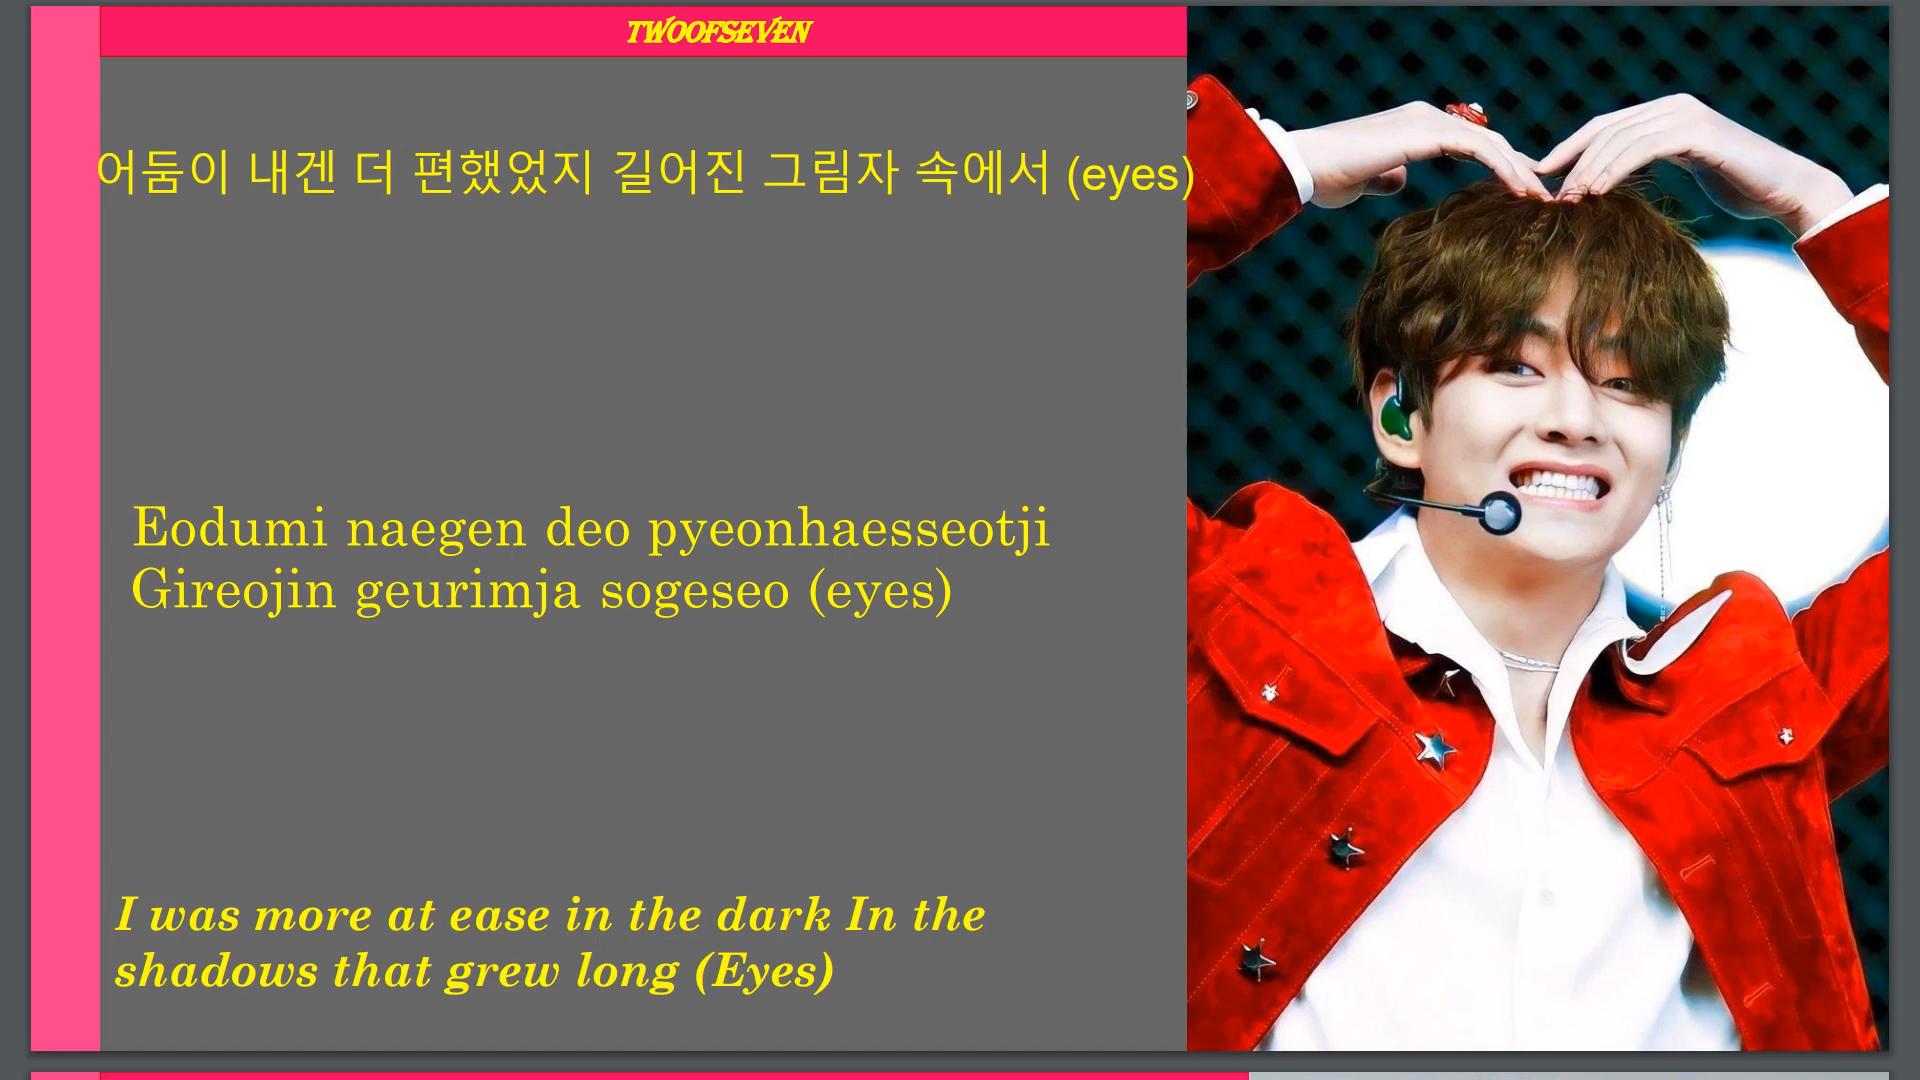 TWOOFSEVEN
어둠이 내겐 더 편했었지 길어진 그림자 속에서 (eyes)
Eodumi naegen deo pyeonhaesseotji
Gireojin geurimja sogeseo (eyes)
I was more at ease in the dark In the
shadows that grew long (Eyes)